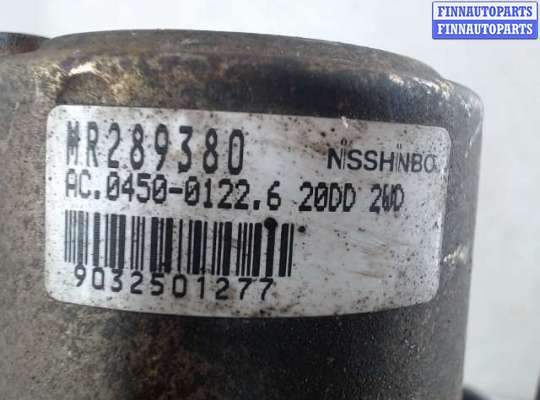 FINNAUTOPARTS
FINNAUTOPARTS
MR289380 NISSHINBO
AC.0450-0122.6 20DD 2WD
9032501277